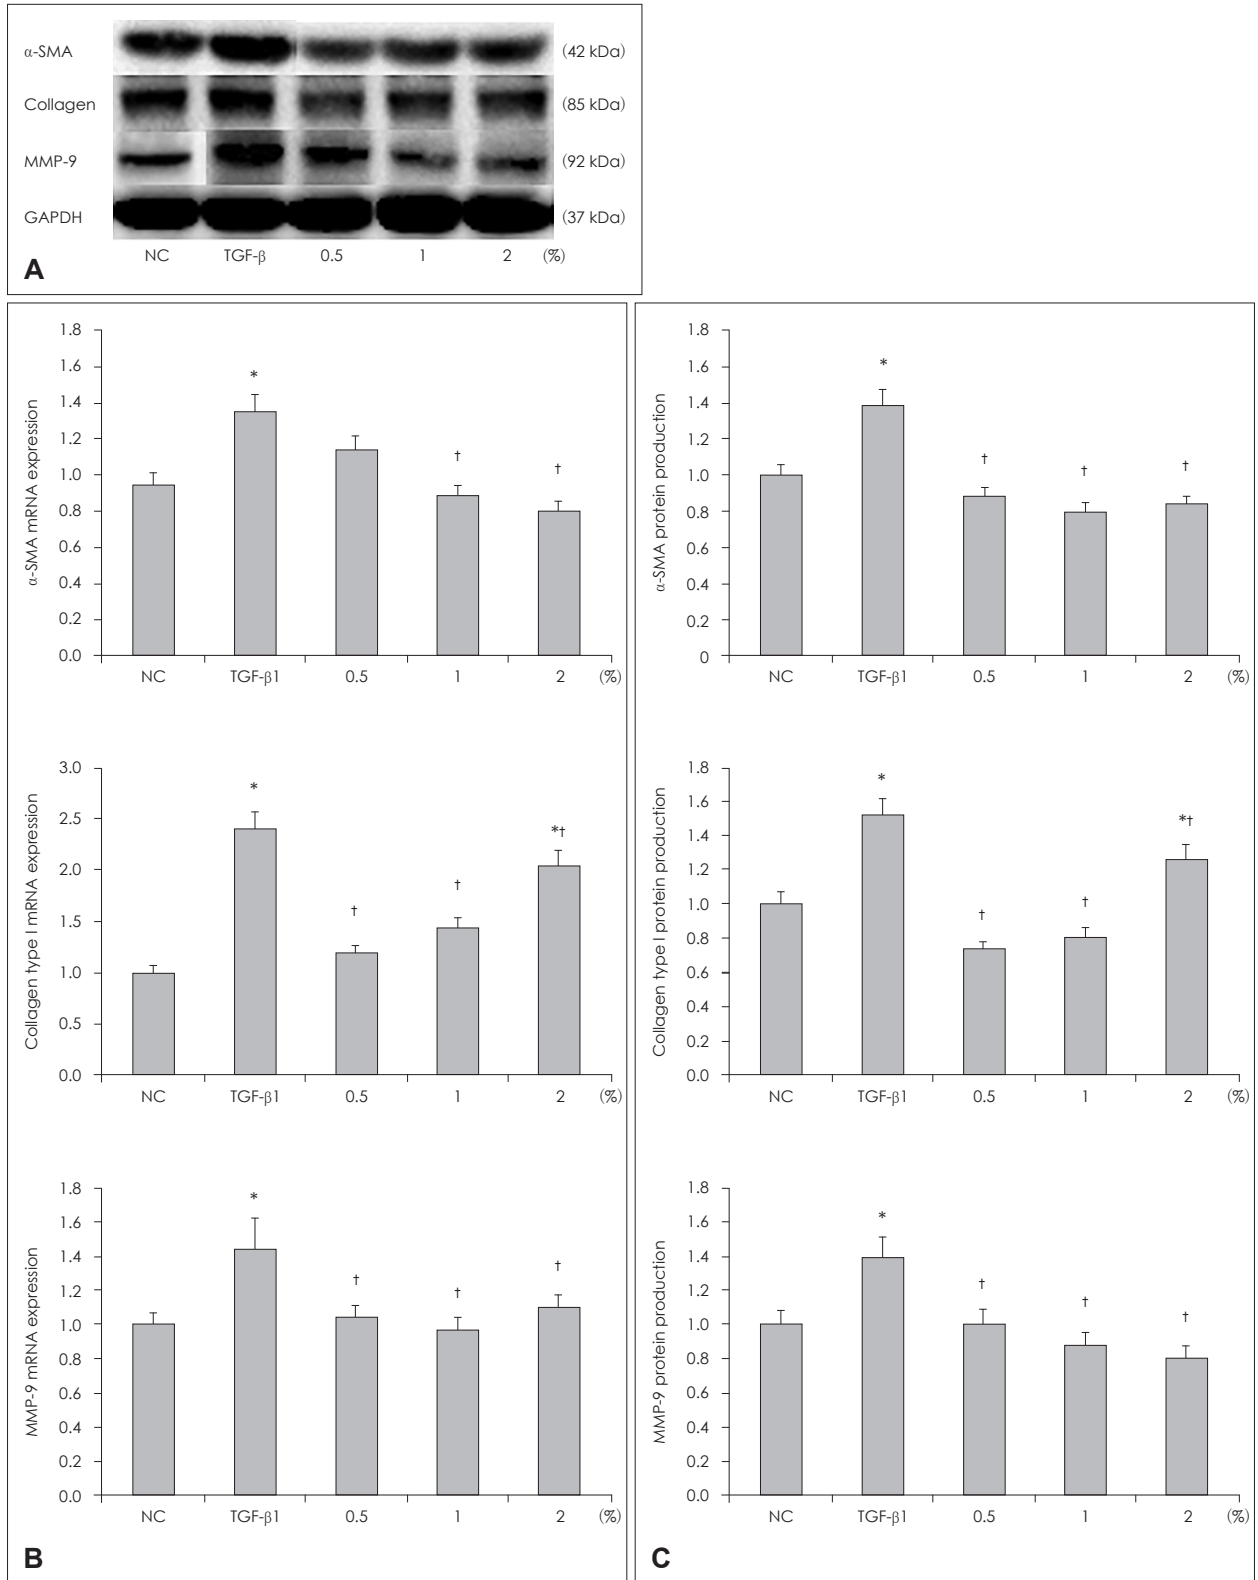 α-SMA (42 kDa)
Collagen (85 kDa)
MMP-9 (92 kDa)
GAPDH (37 kDa)
NC TGF-β 0.5 1 2 (%)
A
α-SMA mRNA expression
1.8
1.6
1.4
1.2
1.0
0.8
0.6
0.4
0.2
0.0
* † †
NC TGF-β1 0.5 1 2 (%)
Collagen type I mRNA expression
3.0
2.5
2.0
1.5
1.0
0.5
0.0
* † † *†
NC TGF-β1 0.5 1 2 (%)
MMP-9 mRNA expression
1.8
1.6
1.4
1.2
1.0
0.8
0.6
0.4
0.2
0.0
* † † †
NC TGF-β1 0.5 1 2 (%)
B
α-SMA protein production
1.8
1.6
1.4
1.2
1.0
0.8
0.6
0.4
0.2
0
* † † †
NC TGF-β1 0.5 1 2 (%)
Collagen type I protein production
1.8
1.6
1.4
1.2
1.0
0.8
0.6
0.4
0.2
0.0
* † † *†
NC TGF-β1 0.5 1 2 (%)
MMP-9 protein production
1.8
1.6
1.4
1.2
1.0
0.8
0.6
0.4
0.2
0.0
* † † †
NC TGF-β1 0.5 1 2 (%)
C